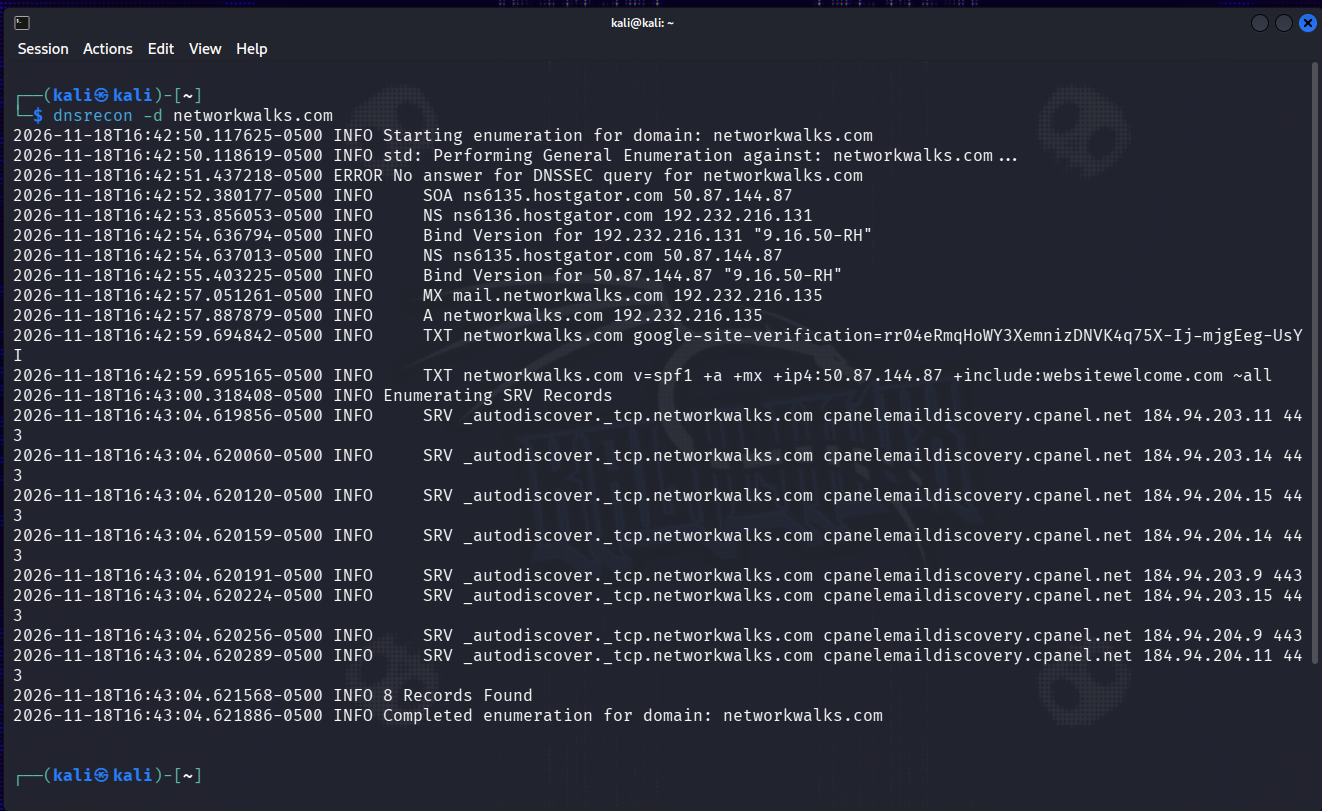 kali@kali: ~
Session Actions Edit View Help
┌──(kali㉿kali)-[~]
└─$ dnsrecon -d networkwalks.com
2026-11-18T16:42:50.117625-0500 INFO Starting enumeration for domain: networkwalks.com
2026-11-18T16:42:50.118619-0500 INFO std: Performing General Enumeration against: networkwalks.com...
2026-11-18T16:42:51.437218-0500 ERROR No answer for DNSSEC query for networkwalks.com
2026-11-18T16:42:52.380177-0500 INFO     SOA ns6135.hostgator.com 50.87.144.87
2026-11-18T16:42:53.856053-0500 INFO     NS ns6136.hostgator.com 192.232.216.131
2026-11-18T16:42:54.636794-0500 INFO     Bind Version for 192.232.216.131 "9.16.50-RH"
2026-11-18T16:42:54.637013-0500 INFO     NS ns6135.hostgator.com 50.87.144.87
2026-11-18T16:42:55.403225-0500 INFO     Bind Version for 50.87.144.87 "9.16.50-RH"
2026-11-18T16:42:57.051261-0500 INFO     MX mail.networkwalks.com 192.232.216.135
2026-11-18T16:42:57.887879-0500 INFO     A networkwalks.com 192.232.216.135
2026-11-18T16:42:59.694842-0500 INFO     TXT networkwalks.com google-site-verification=rr04eRmqHoWY3XemnizDNVK4q75X-Ij-mjgEeg-UsY
I
2026-11-18T16:42:59.695165-0500 INFO     TXT networkwalks.com v=spf1 +a +mx +ip4:50.87.144.87 +include:websitewelcome.com ~all
2026-11-18T16:43:00.318408-0500 INFO Enumerating SRV Records
2026-11-18T16:43:04.619856-0500 INFO     SRV _autodiscover._tcp.networkwalks.com cpanelemaildiscovery.cpanel.net 184.94.203.11 44
3
2026-11-18T16:43:04.620060-0500 INFO     SRV _autodiscover._tcp.networkwalks.com cpanelemaildiscovery.cpanel.net 184.94.203.14 44
3
2026-11-18T16:43:04.620120-0500 INFO     SRV _autodiscover._tcp.networkwalks.com cpanelemaildiscovery.cpanel.net 184.94.204.15 44
3
2026-11-18T16:43:04.620159-0500 INFO     SRV _autodiscover._tcp.networkwalks.com cpanelemaildiscovery.cpanel.net 184.94.204.14 44
3
2026-11-18T16:43:04.620191-0500 INFO     SRV _autodiscover._tcp.networkwalks.com cpanelemaildiscovery.cpanel.net 184.94.203.9 443
2026-11-18T16:43:04.620224-0500 INFO     SRV _autodiscover._tcp.networkwalks.com cpanelemaildiscovery.cpanel.net 184.94.203.15 44
3
2026-11-18T16:43:04.620256-0500 INFO     SRV _autodiscover._tcp.networkwalks.com cpanelemaildiscovery.cpanel.net 184.94.204.9 443
2026-11-18T16:43:04.620289-0500 INFO     SRV _autodiscover._tcp.networkwalks.com cpanelemaildiscovery.cpanel.net 184.94.204.11 44
3
2026-11-18T16:43:04.621568-0500 INFO 8 Records Found
2026-11-18T16:43:04.621886-0500 INFO Completed enumeration for domain: networkwalks.com
┌──(kali㉿kali)-[~]